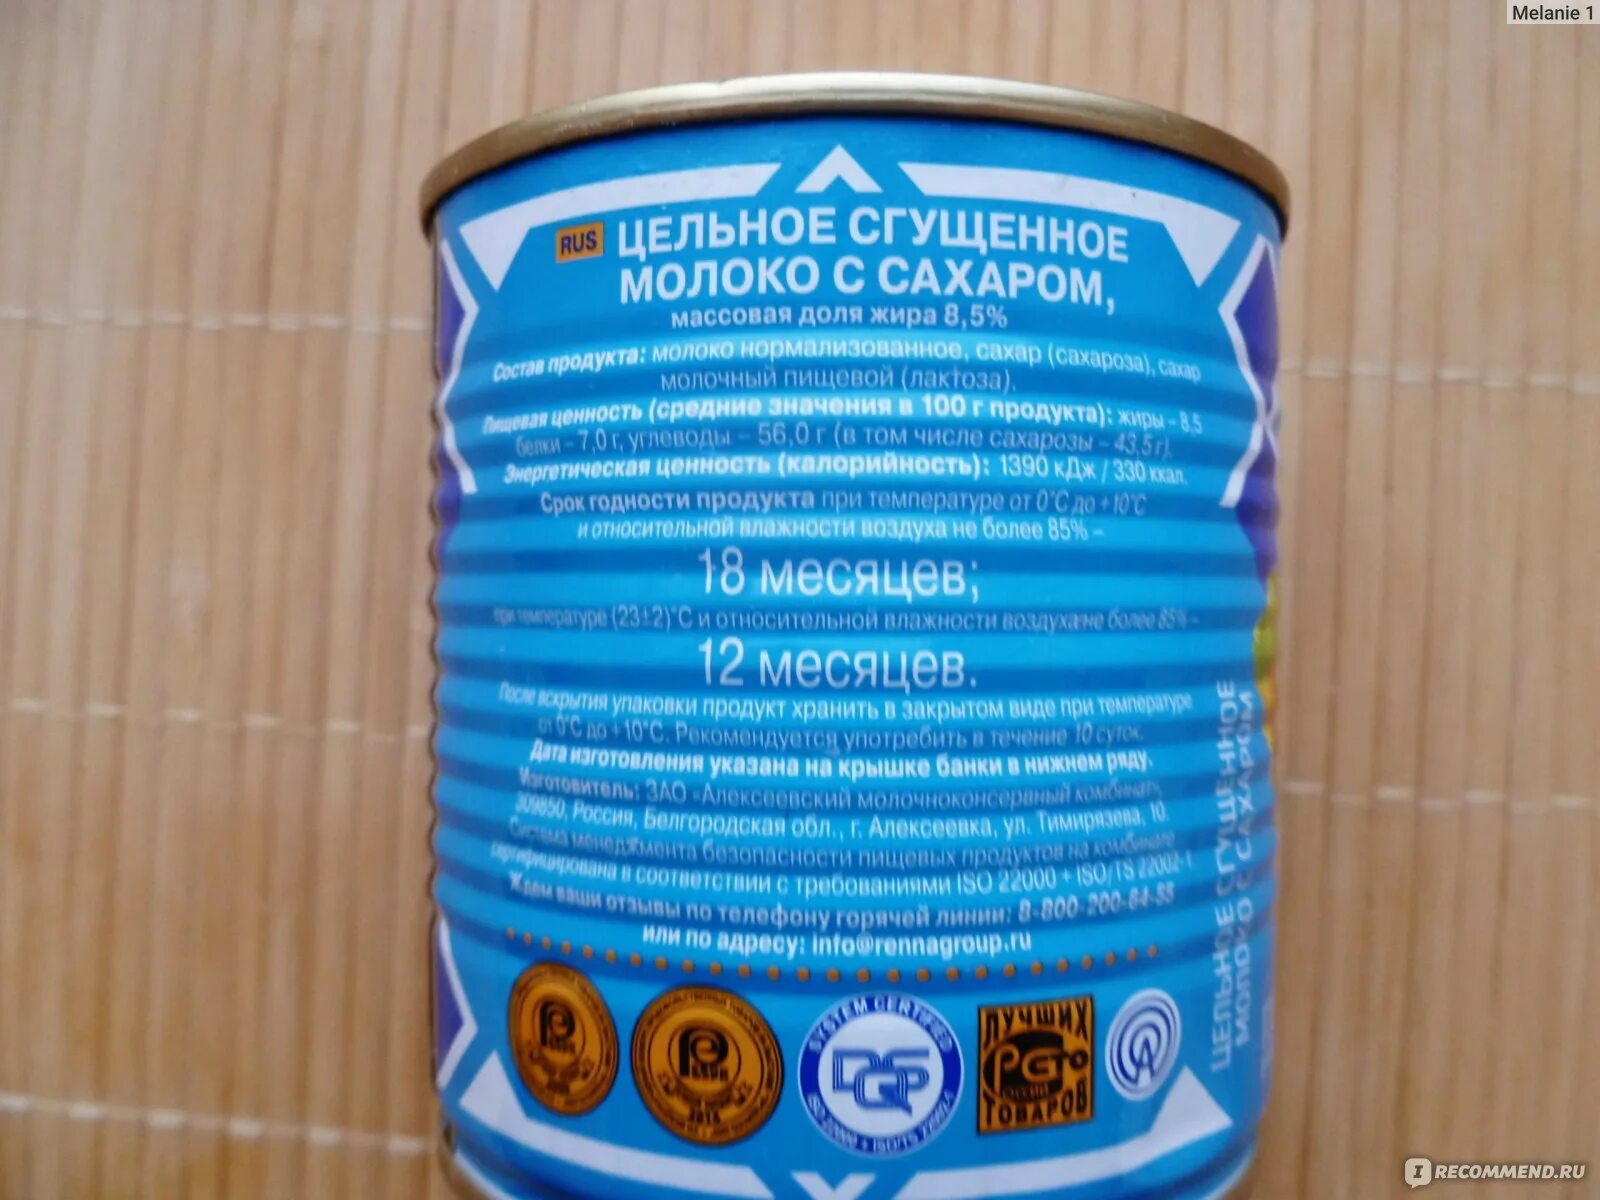 Melanie 1
RUS ЦЕЛЬНОЕ СГУЩЕННОЕ
МОЛОКО С САХАРОМ,
массовая доля жира 8,5%
Состав продукта: молоко нормализованное, сахар (сахароза), сахар
молочный пищевой (лактоза).
Пищевая ценность (средние значения в 100 г продукта): жиры – 8,5
белки – 7,0 г, углеводы – 56,0 г (в том числе сахарозы – 43,5 г).
Энергетическая ценность (калорийность): 1390 кДж / 330 ккал.
Срок годности продукта при температуре от 0°С до +10°С
и относительной влажности воздуха не более 85% –
18 месяцев;
при температуре (23±2)°С и относительной влажности воздуха не более 85% –
12 месяцев.
После вскрытия упаковки продукт хранить в закрытом виде при температуре
от 0°С до +10°С. Рекомендуется употребить в течение 10 суток.
Дата изготовления указана на крышке банки в нижнем ряду.
Изготовитель: ЗАО «Алексеевский молочноконсервный комбинат»,
309850, Россия, Белгородская обл., г. Алексеевка, ул. Тимирязева, 10.
Система менеджмента безопасности пищевых продуктов на комбинате
сертифицирована в соответствии с требованиями ISO 22000 + ISO/TS 22002-1.
Ждем ваши отзывы по телефону горячей линии: 8-800-200-64-55
или по адресу: info@rennagroup.ru
SYSTEM CERTIFIED
DQS
ЛУЧШИХ
ТОВАРОВ
ЦЕЛЬНОЕ СГУЩЕННОЕ
МОЛОКО С САХАРОМ
IRECOMMEND.RU